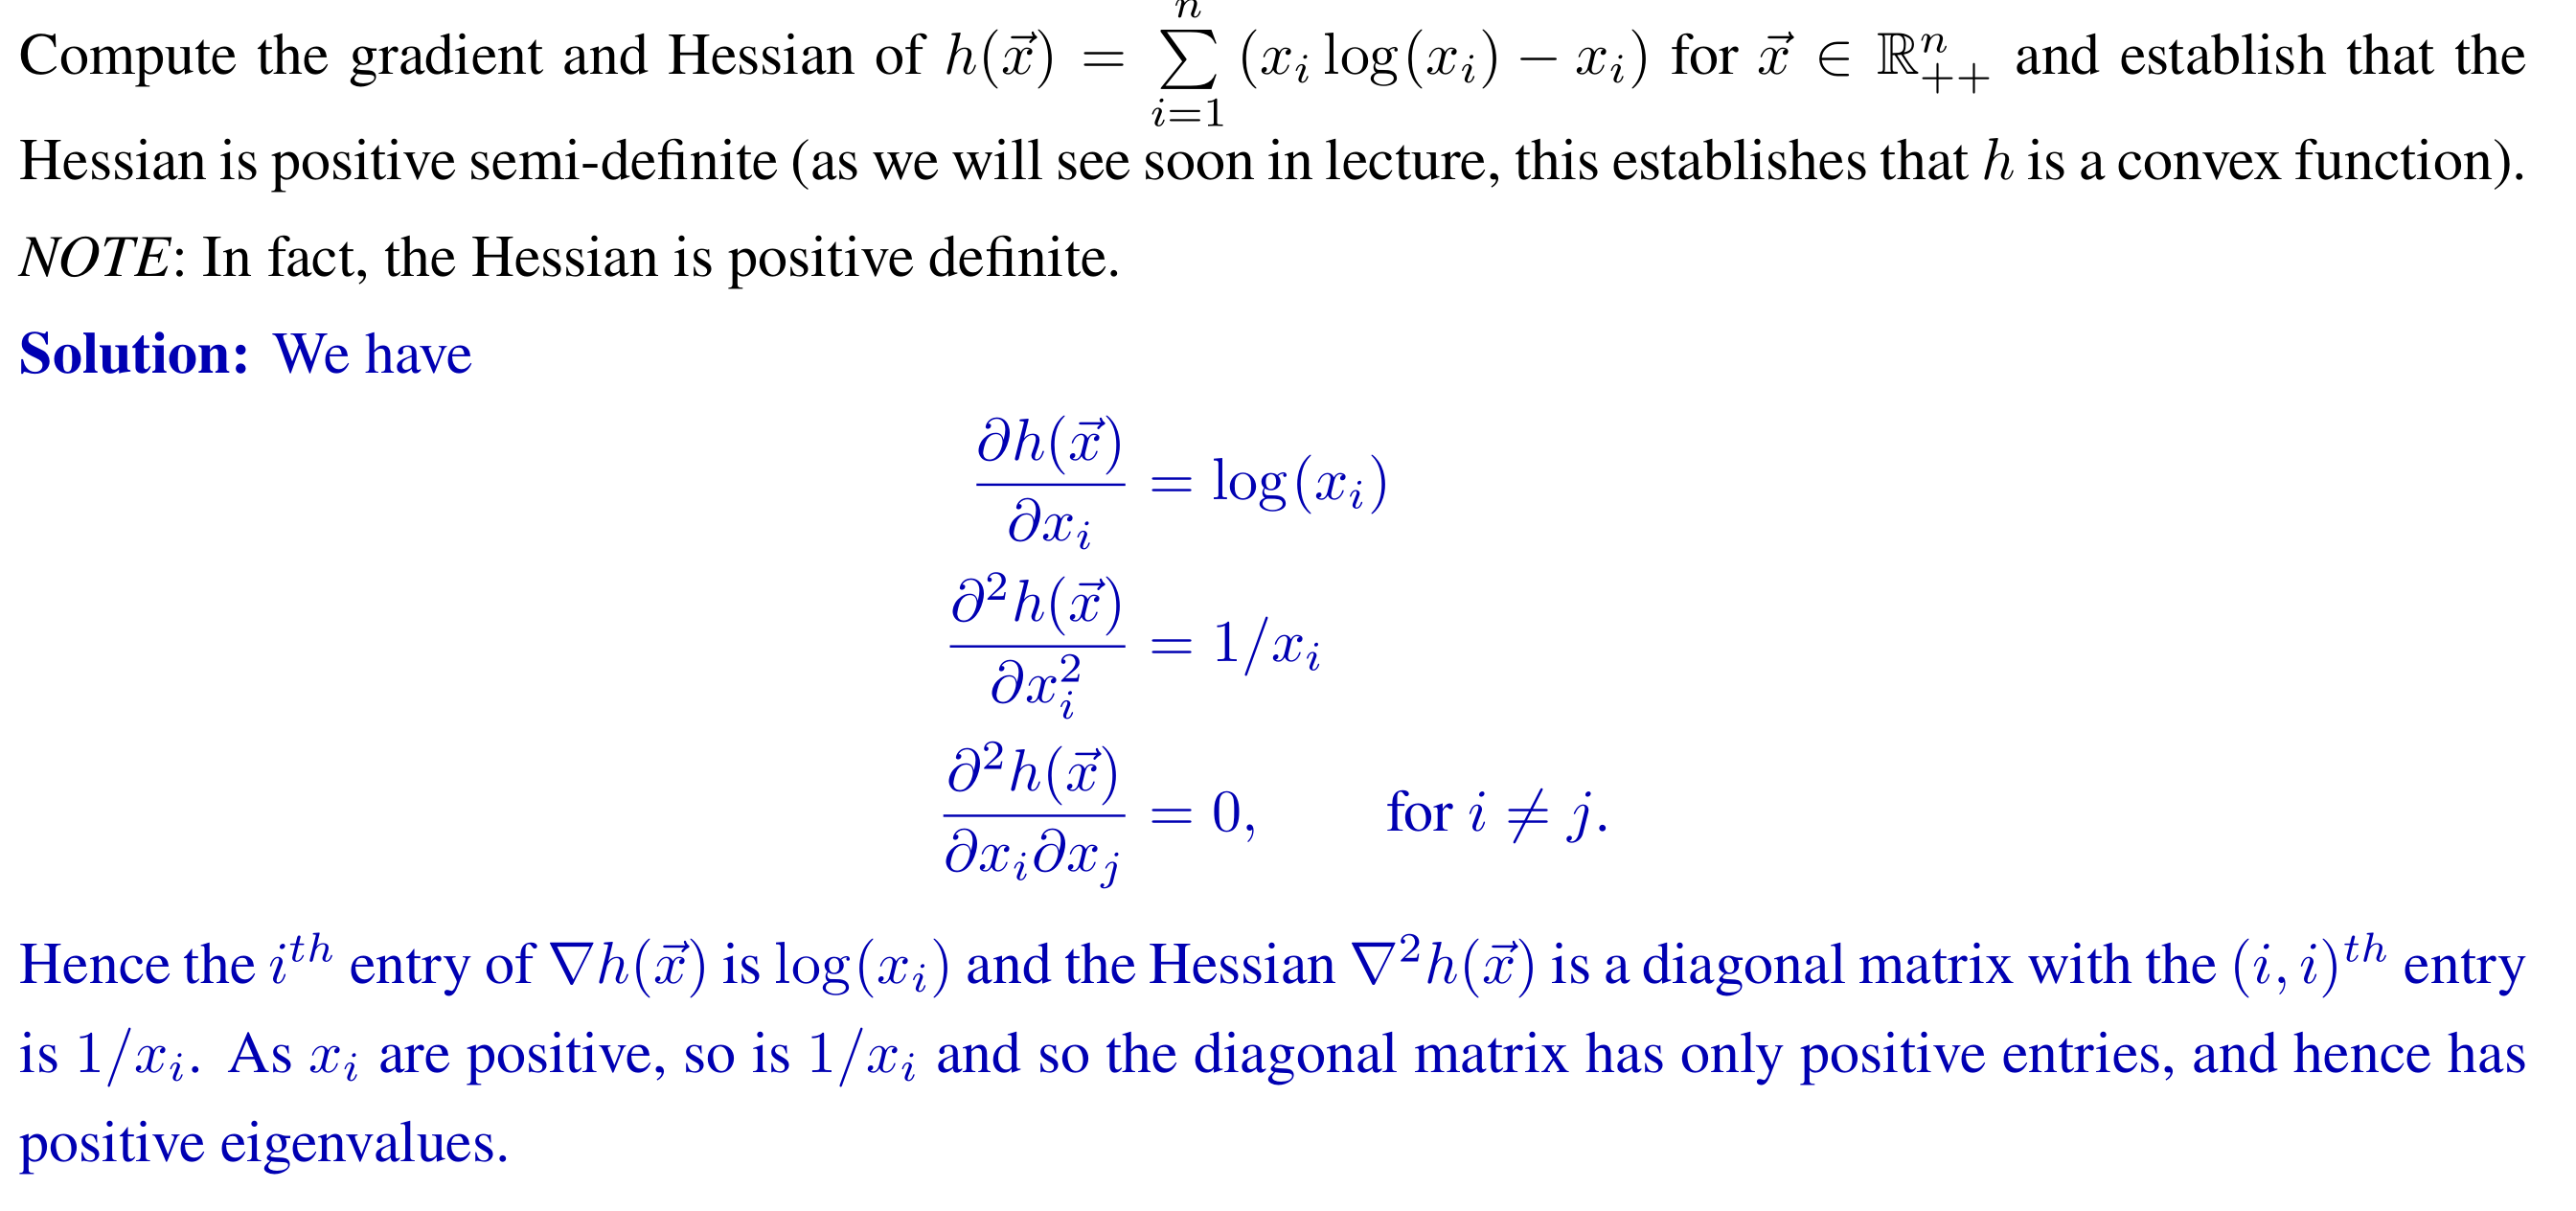 Compute the gradient and Hessian of $h(\vec{x}) = \sum_{i=1}^{n} (x_i \log(x_i) - x_i)$ for $\vec{x} \in \mathbb{R}^n_{++}$ and establish that the
Hessian is positive semi-definite (as we will see soon in lecture, this establishes that $h$ is a convex function).
NOTE: In fact, the Hessian is positive definite.
Solution: We have
$\frac{\partial h(\vec{x})}{\partial x_i} = \log(x_i)$
$\frac{\partial^2 h(\vec{x})}{\partial x_i^2} = 1/x_i$
$\frac{\partial^2 h(\vec{x})}{\partial x_i \partial x_j} = 0, \quad$ for $i \neq j$.
Hence the $i^{th}$ entry of $\nabla h(\vec{x})$ is $\log(x_i)$ and the Hessian $\nabla^2 h(\vec{x})$ is a diagonal matrix with the $(i, i)^{th}$ entry
is $1/x_i$. As $x_i$ are positive, so is $1/x_i$ and so the diagonal matrix has only positive entries, and hence has
positive eigenvalues.